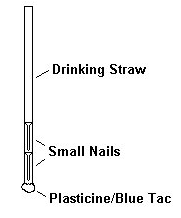 Drinking Straw
Small Nails
Plasticine/Blue Tac